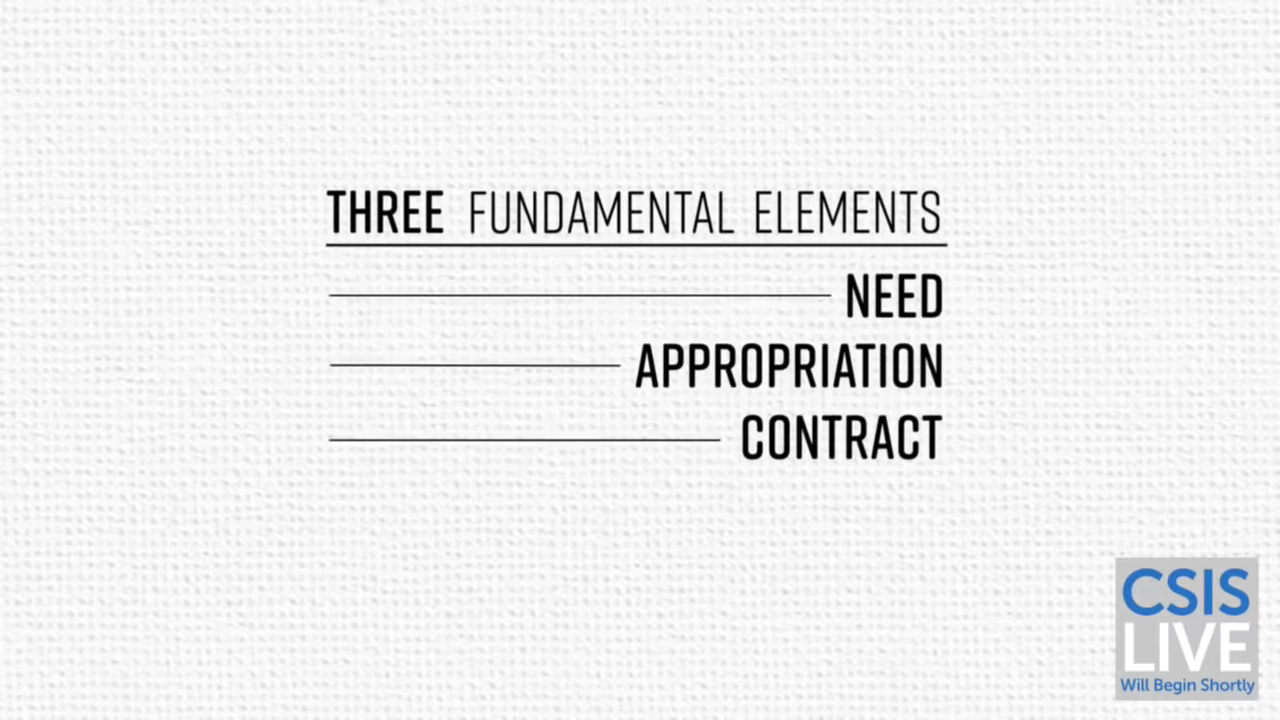 THREE FUNDAMENTAL ELEMENTS
NEED
APPROPRIATION
CONTRACT
CSIS
LIVE
Will Begin Shortly